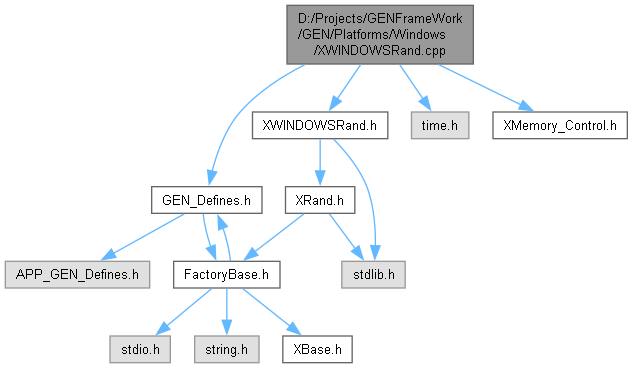 D:/Projects/GENFrameWork
/GEN/Platforms/Windows
/XWINDOWSRand.cpp
XWINDOWSRand.h
time.h
XMemory_Control.h
GEN_Defines.h
XRand.h
APP_GEN_Defines.h
FactoryBase.h
stdlib.h
stdio.h
string.h
XBase.h